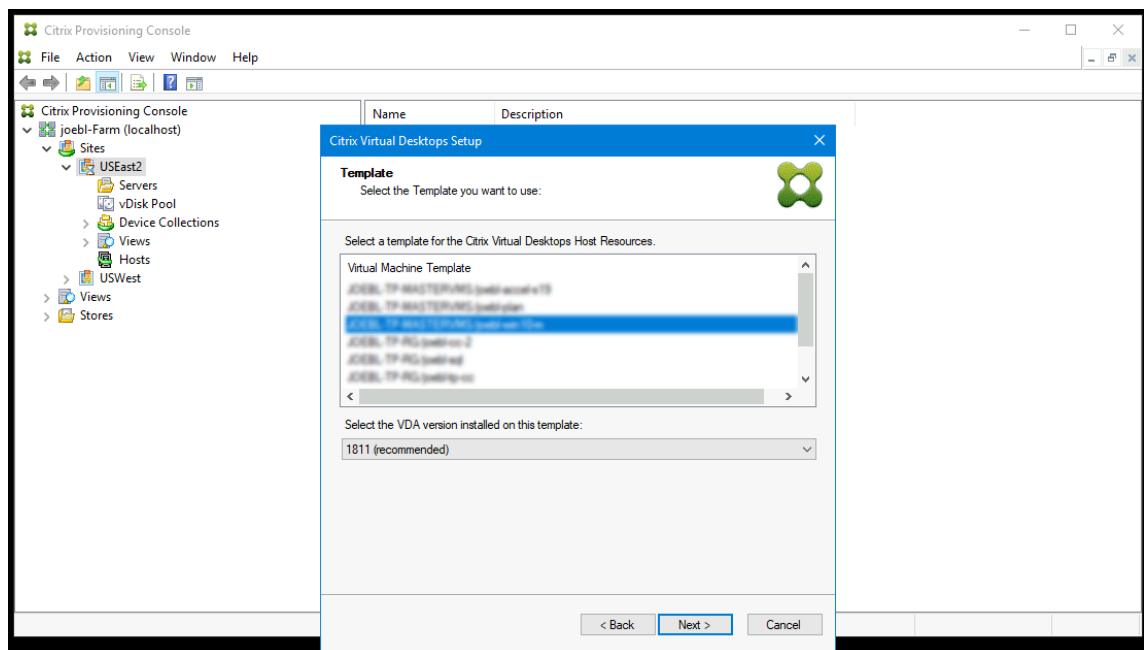 Citrix Provisioning Console
File Action View Window Help
Citrix Provisioning Console
joebl-Farm (localhost)
Sites
USEast2
Servers
vDisk Pool
Device Collections
Views
Hosts
USWest
Views
Stores
Name Description
Citrix Virtual Desktops Setup
Template
Select the Template you want to use:
Select a template for the Citrix Virtual Desktops Host Resources.
Virtual Machine Template
Select the VDA version installed on this template:
1811 (recommended)
< Back Next > Cancel